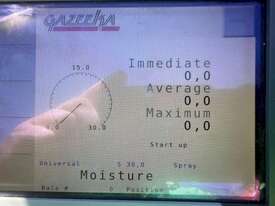 GAZEEKA
Immediate
0,0
15.0
Average
0,0
Maximum
0,0
0.0
30.0
Start up
Universal
S 30,0
Spray
Moisture
Bale #
0
Position